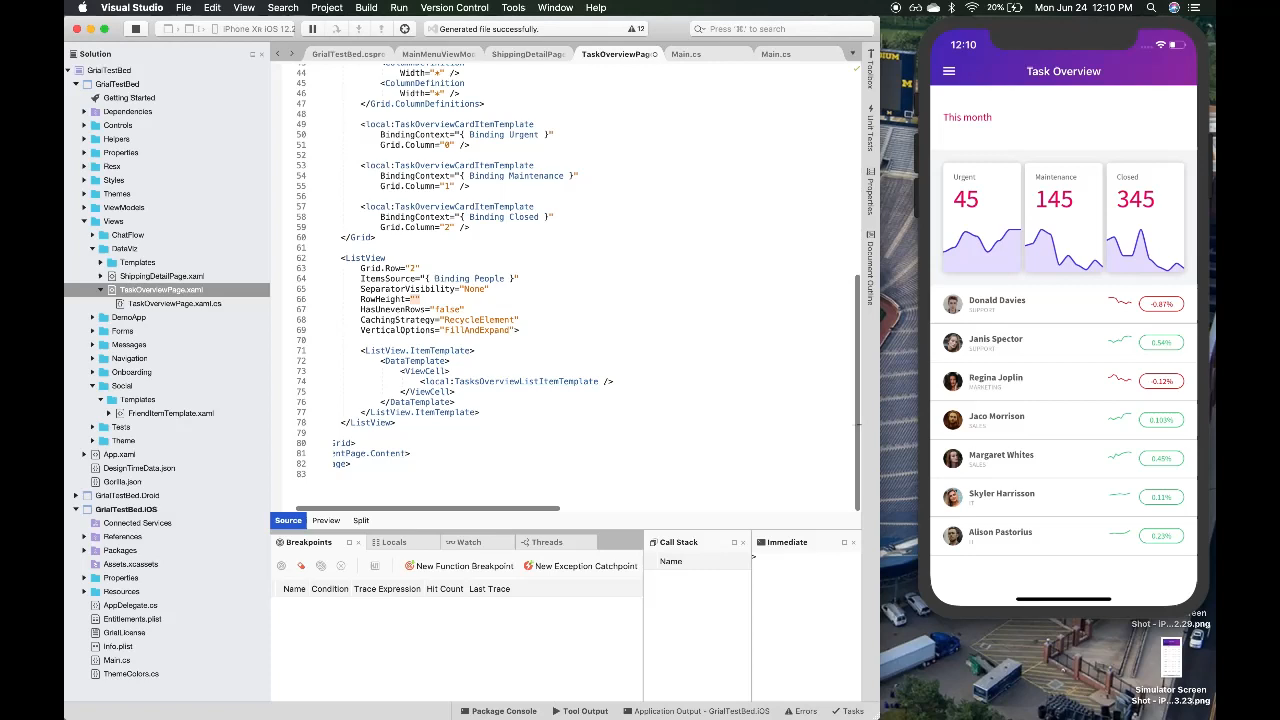 Visual Studio File Edit View Search Project Build Run Version Control Tools Window Help
Mon Jun 24 12:10 PM
iPhone XR iOS 12.2
Generated file successfully.
12
Press '⌘.' to search
Solution
GrialTestBed
GrialTestBed
Getting Started
Dependencies
Controls
Helpers
Properties
Resx
Styles
Themes
ViewModels
Views
ChatFlow
DataViz
Templates
ShippingDetailPage.xaml
TaskOverviewPage.xaml
TaskOverviewPage.xaml.cs
DemoApp
Forms
Messages
Navigation
Onboarding
Social
Templates
FriendItemTemplate.xaml
Tests
Theme
App.xaml
DesignTimeData.json
Gorilla.json
GrialTestBed.Droid
GrialTestBed.iOS
Connected Services
References
Packages
Assets.xcassets
Properties
Resources
AppDelegate.cs
Entitlements.plist
GrialLicense
Info.plist
Main.cs
ThemeColors.cs
GrialTestBed.cspro
MainMenuViewMo
ShippingDetailPage
TaskOverviewPage
Main.cs
Main.cs
44 Width="*" />
45 <ColumnDefinition
46 Width="*" />
47 </Grid.ColumnDefinitions>
48
49 <local:TaskOverviewCardItemTemplate
50 BindingContext="{ Binding Urgent }"
51 Grid.Column="0" />
52
53 <local:TaskOverviewCardItemTemplate
54 BindingContext="{ Binding Maintenance }"
55 Grid.Column="1" />
56
57 <local:TaskOverviewCardItemTemplate
58 BindingContext="{ Binding Closed }"
59 Grid.Column="2" />
60 </Grid>
61
62 <ListView
63 Grid.Row="2"
64 ItemsSource="{ Binding People }"
65 SeparatorVisibility="None"
66 RowHeight=""
67 HasUnevenRows="false"
68 CachingStrategy="RecycleElement"
69 VerticalOptions="FillAndExpand">
70
71 <ListView.ItemTemplate>
72 <DataTemplate>
73 <ViewCell>
74 <local:TasksOverviewListItemTemplate />
75 </ViewCell>
76 </DataTemplate>
77 </ListView.ItemTemplate>
78 </ListView>
79
80 Grid>
81 entPage.Content>
82 age>
83
Source Preview Split
Toolbox
Unit Tests
Properties
Document Outline
Breakpoints
Locals
Watch
Threads
New Function Breakpoint
New Exception Catchpoint
Name Condition Trace Expression Hit Count Last Trace
Call Stack
Name
Immediate
>
Package Console
Tool Output
Application Output - GrialTestBed.iOS
Errors
Tasks
12:10
Task Overview
This month
Urgent
45
Maintenance
145
Closed
345
Donald Davies
SUPPORT
-0.87%
Janis Spector
SUPPORT
0.54%
Regina Joplin
MARKETING
-0.12%
Jaco Morrison
SALES
0.103%
Margaret Whites
SALES
0.45%
Skyler Harrisson
IT
0.11%
Alison Pastorius
IT
0.23%
Shot - iP...2.29.png
Simulator Screen
Shot - iP...3.23.png